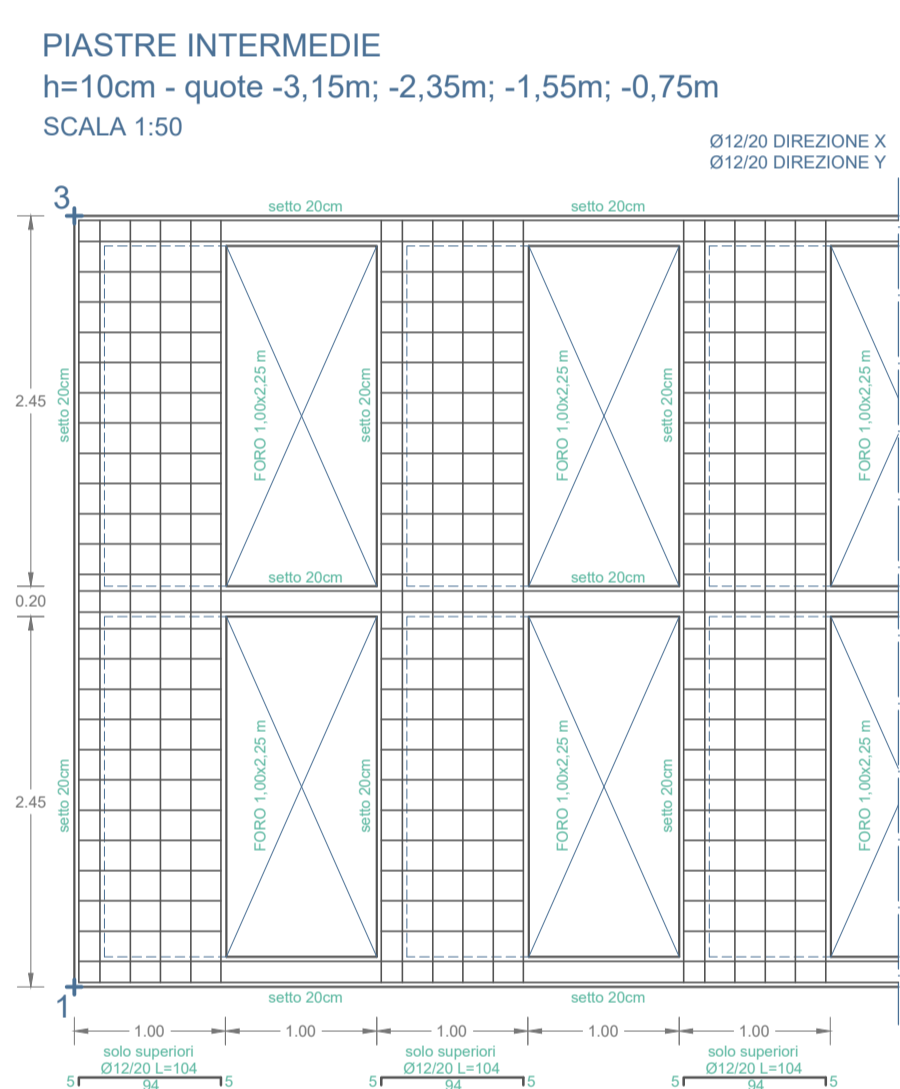 PIASTRE INTERMEDIE
h=10cm - quote -3,15m; -2,35m; -1,55m; -0,75m
SCALA 1:50
Ø12/20 DIREZIONE X
Ø12/20 DIREZIONE Y
3
setto 20cm
setto 20cm
2.45
setto 20cm
FORO 1,00x2,25 m
setto 20cm
FORO 1,00x2,25 m
setto 20cm
FORO 1,00x2,25 m
setto 20cm
setto 20cm
0.20
2.45
setto 20cm
FORO 1,00x2,25 m
setto 20cm
FORO 1,00x2,25 m
setto 20cm
FORO 1,00x2,25 m
1
setto 20cm
setto 20cm
1.00
1.00
1.00
1.00
1.00
solo superiori
Ø12/20 L=104
5
94
5
solo superiori
Ø12/20 L=104
5
94
5
solo superiori
Ø12/20 L=104
5
94
5